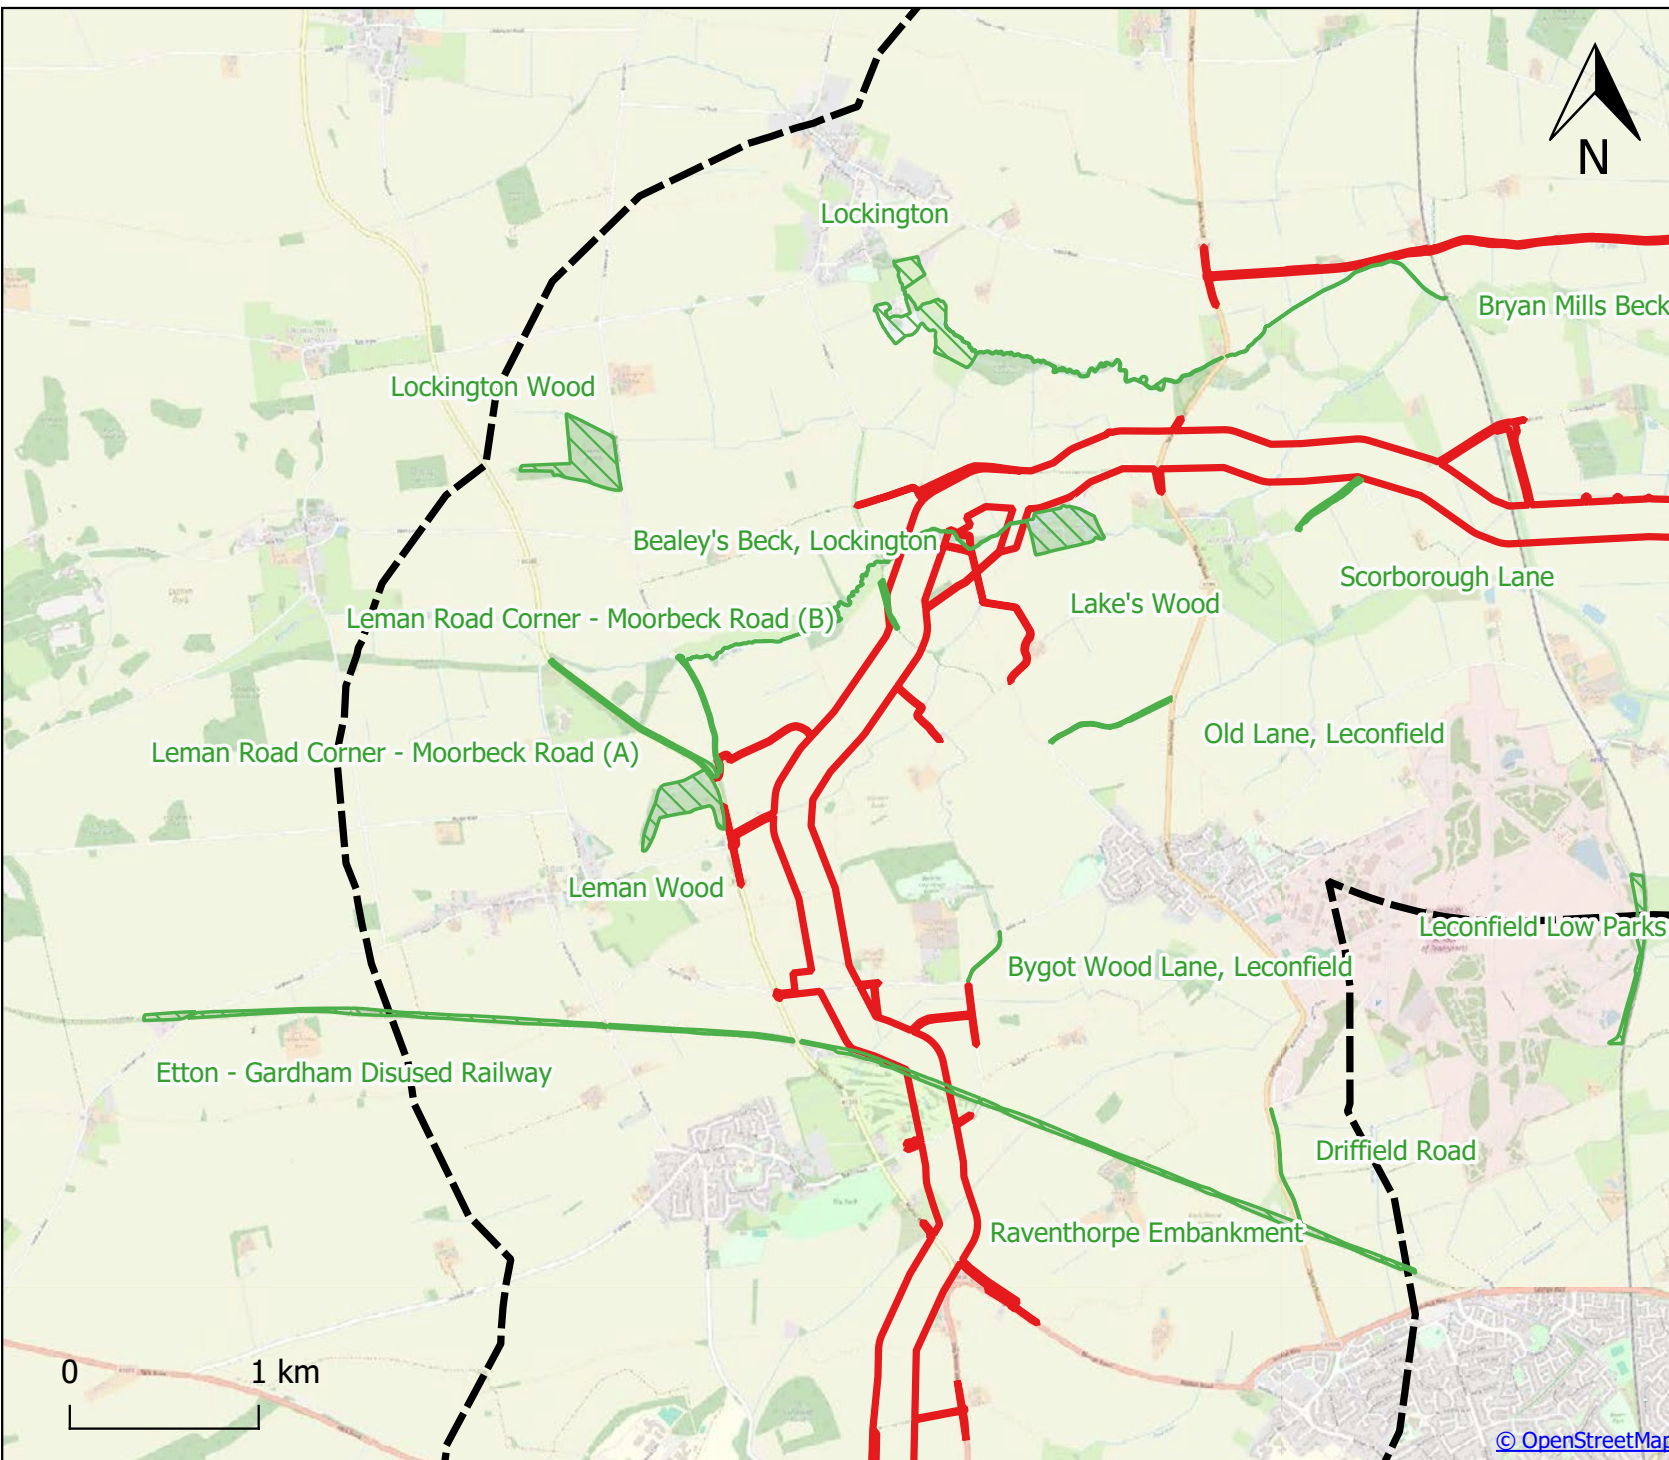 N
Lockington
Bryan Mills Beck
Lockington Wood
Bealey's Beck, Lockington
Scorborough Lane
Lake's Wood
Leman Road Corner - Moorbeck Road (B)
Old Lane, Leconfield
Leman Road Corner - Moorbeck Road (A)
Leman Wood
Leconfield Low Parks
Bygot Wood Lane, Leconfield
Etton - Gardham Disused Railway
Driffield Road
Raventhorpe Embankment
0 1 km
© OpenStreetMap